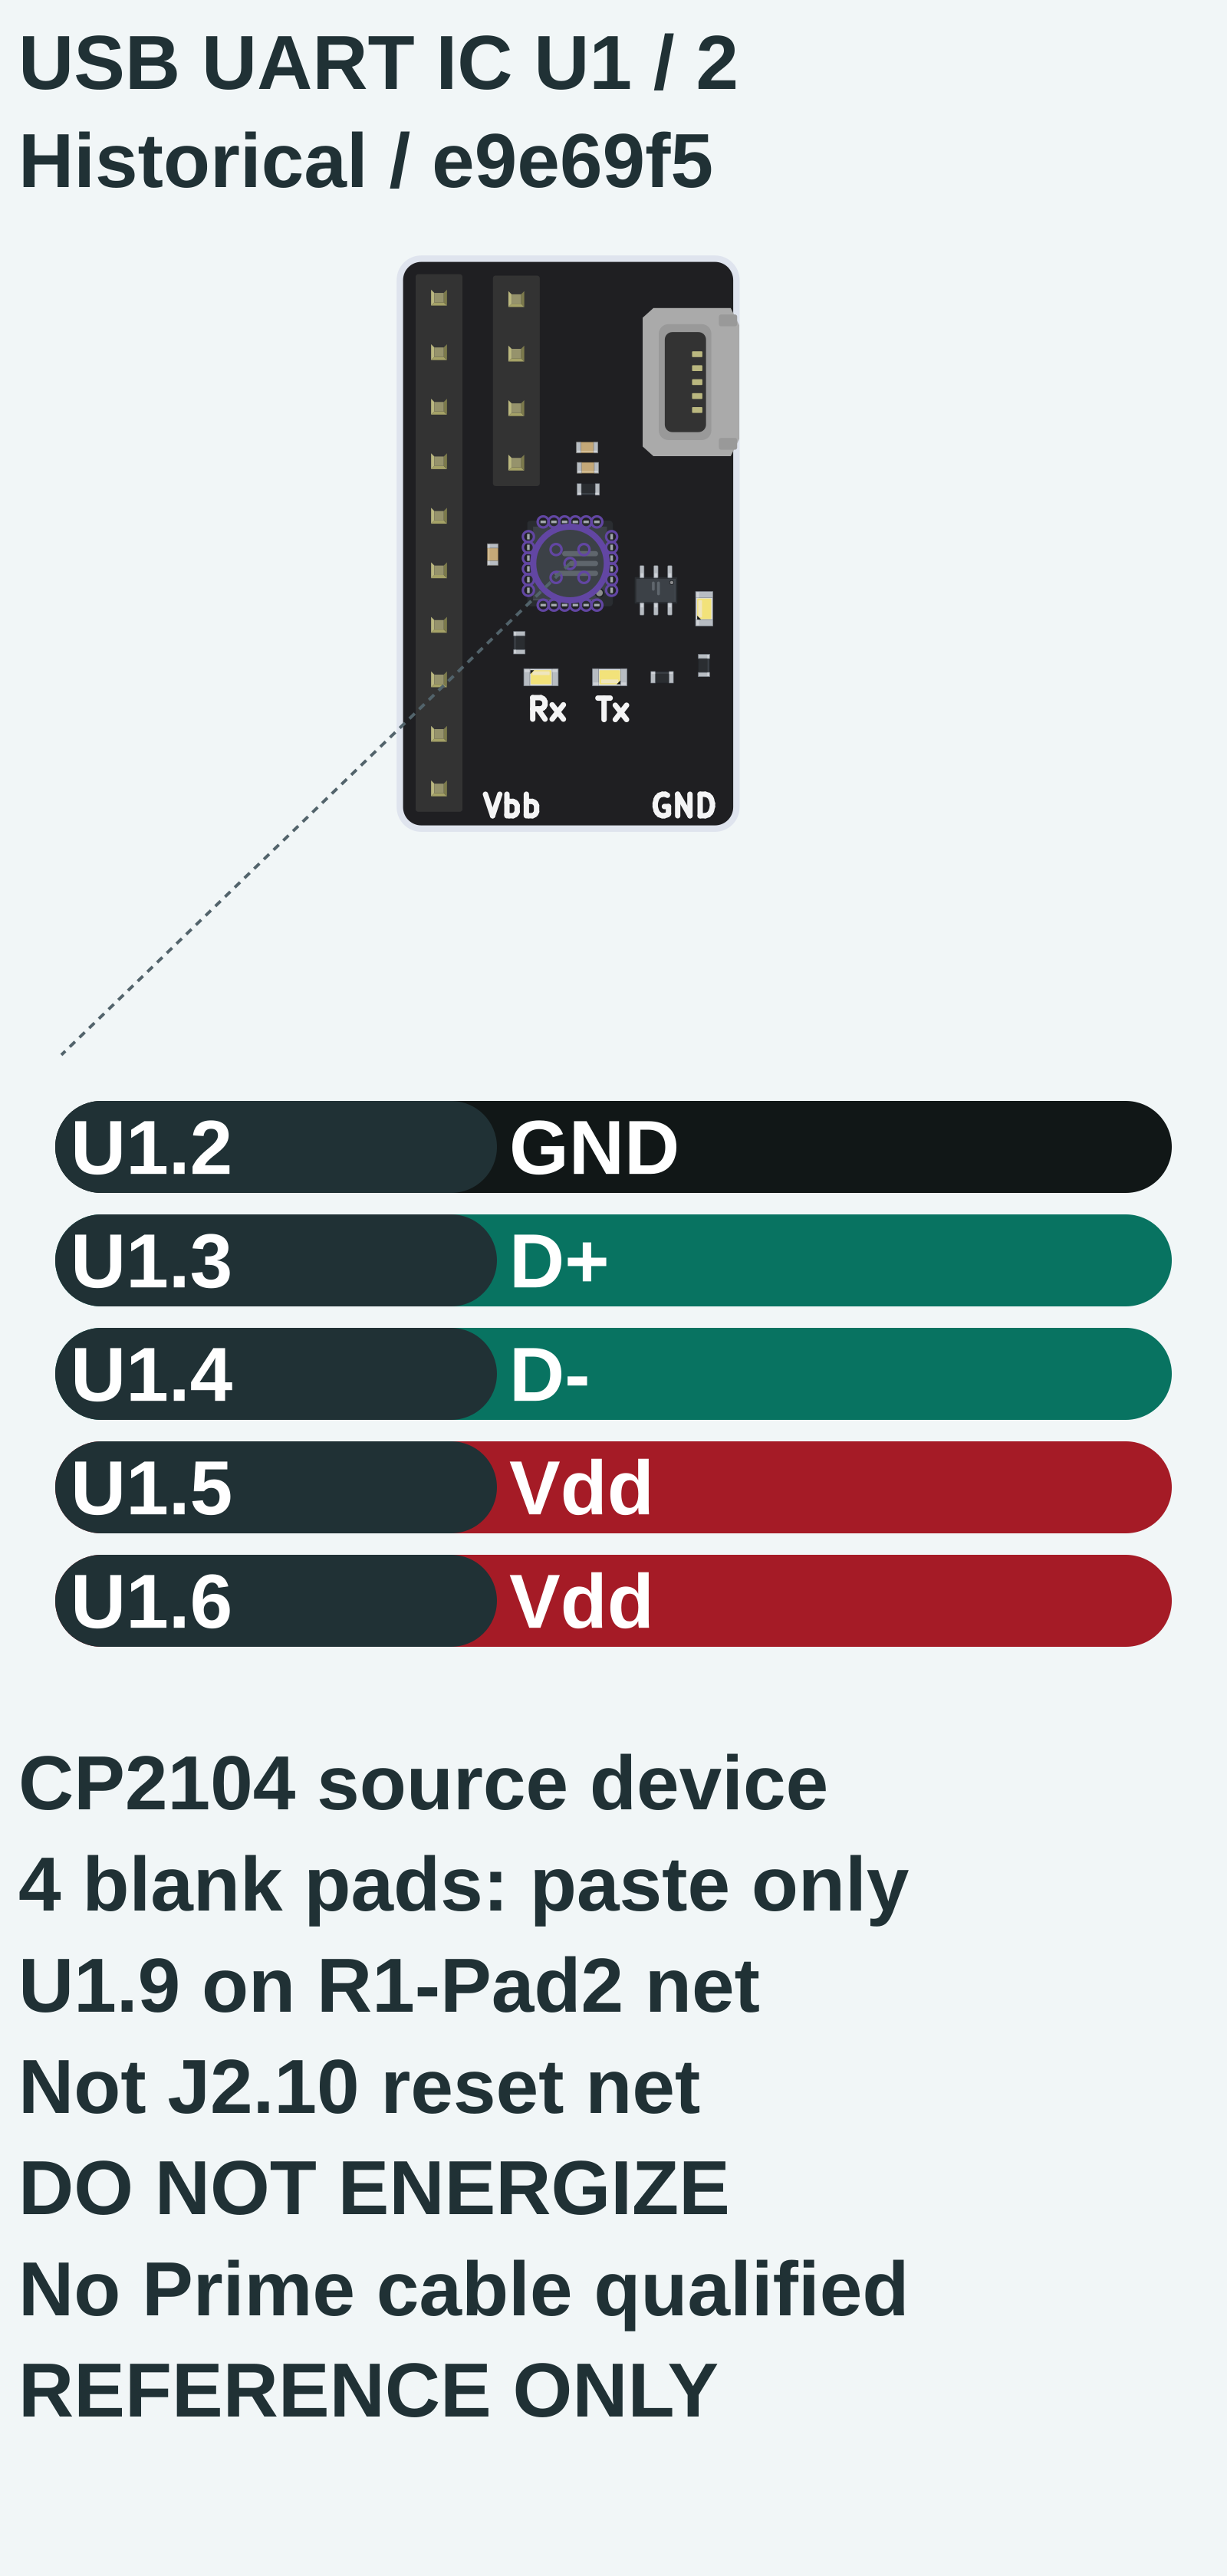 USB UART IC U1 / 2
Historical / e9e69f5
Rx Tx
Vbb GND
U1.2 GND
U1.3 D+
U1.4 D-
U1.5 Vdd
U1.6 Vdd
CP2104 source device
4 blank pads: paste only
U1.9 on R1-Pad2 net
Not J2.10 reset net
DO NOT ENERGIZE
No Prime cable qualified
REFERENCE ONLY